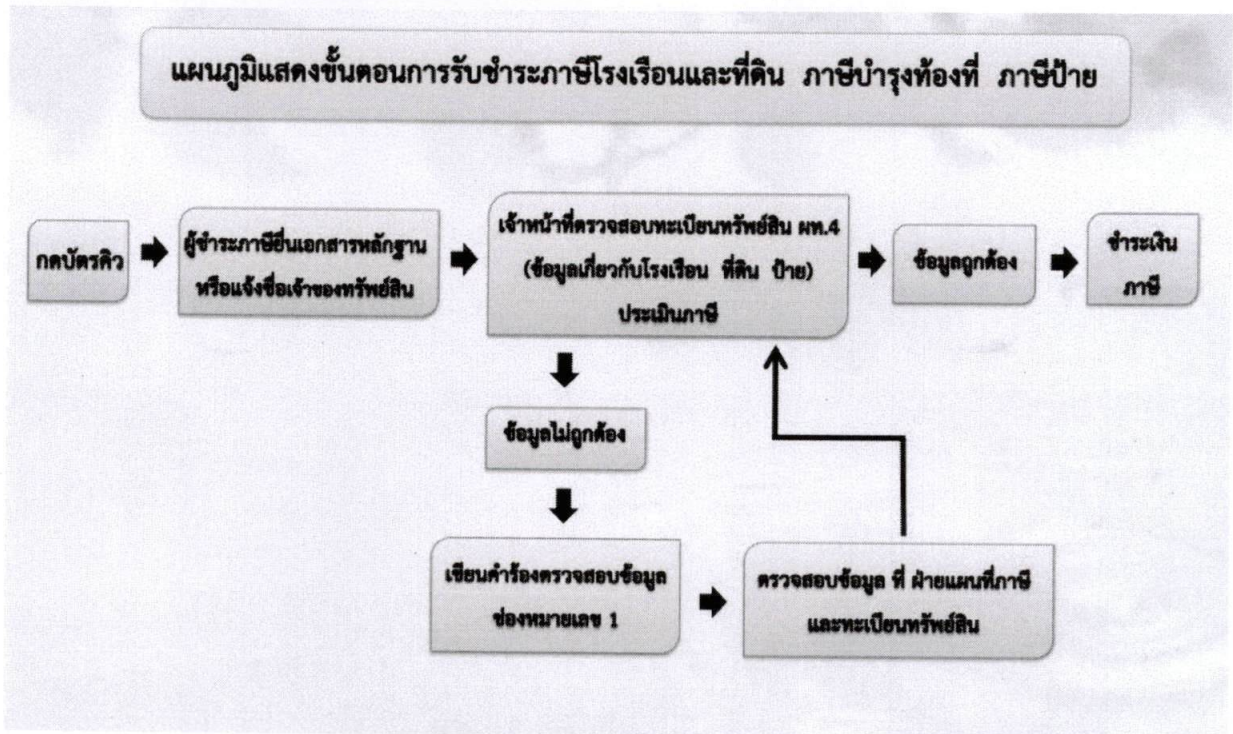 แผนภูมิแสดงขั้นตอนการรับชำระภาษีโรงเรือนและที่ดิน ภาษีบำรุงท้องที่ ภาษีป้าย
กดบัตรคิว
ผู้ชำระภาษียื่นเอกสารหลักฐาน
หรือแจ้งชื่อเจ้าของทรัพย์สิน
เจ้าหน้าที่ตรวจสอบทะเบียนทรัพย์สิน ผท.4
(ข้อมูลเกี่ยวกับโรงเรือน ที่ดิน ป้าย)
ประเมินภาษี
ข้อมูลถูกต้อง
ชำระเงิน
ภาษี
ข้อมูลไม่ถูกต้อง
เขียนคำร้องตรวจสอบข้อมูล
ช่องหมายเลข 1
ตรวจสอบข้อมูล ที่ ฝ่ายแผนที่ภาษี
และทะเบียนทรัพย์สิน